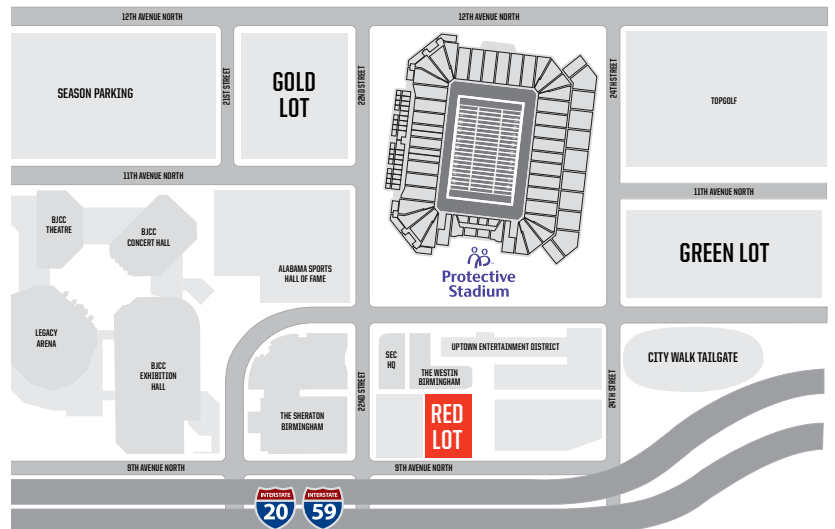 12TH AVENUE NORTH
12TH AVENUE NORTH
SEASON PARKING
21ST STREET
GOLD
LOT
22ND STREET
24TH STREET
TOPGOLF
11TH AVENUE NORTH
11TH AVENUE NORTH
BJCC
THEATRE
BJCC
CONCERT HALL
ALABAMA SPORTS
HALL OF FAME
Protective
Stadium
GREEN LOT
LEGACY
ARENA
BJCC
EXHIBITION
HALL
THE SHERATON
BIRMINGHAM
22ND STREET
SEC
HQ
UPTOWN ENTERTAINMENT DISTRICT
THE WESTIN
BIRMINGHAM
RED
LOT
24TH STREET
CITY WALK TAILGATE
9TH AVENUE NORTH
9TH AVENUE NORTH
INTERSTATE
20
INTERSTATE
59